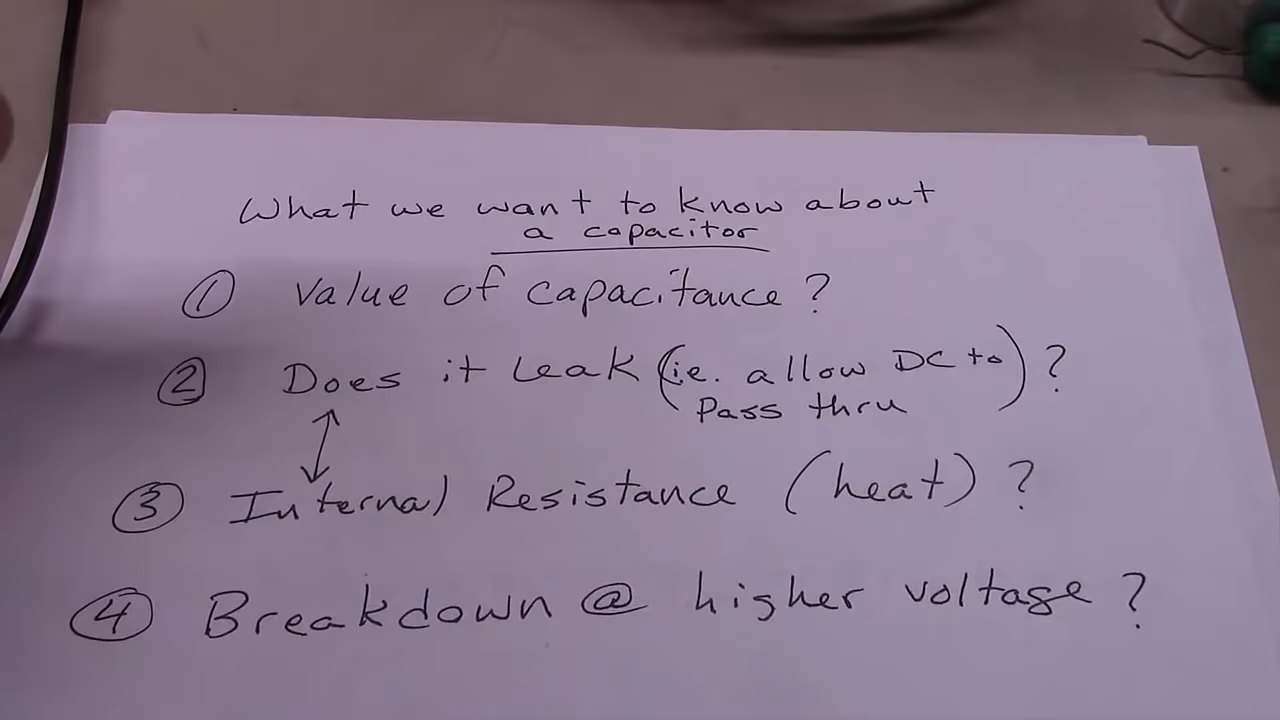 What we want to know about
a capacitor
① Value of capacitance?
② Does it Leak (ie. allow DC to) ?
Pass thru
③ Internal Resistance (heat) ?
④ Breakdown @ higher voltage ?